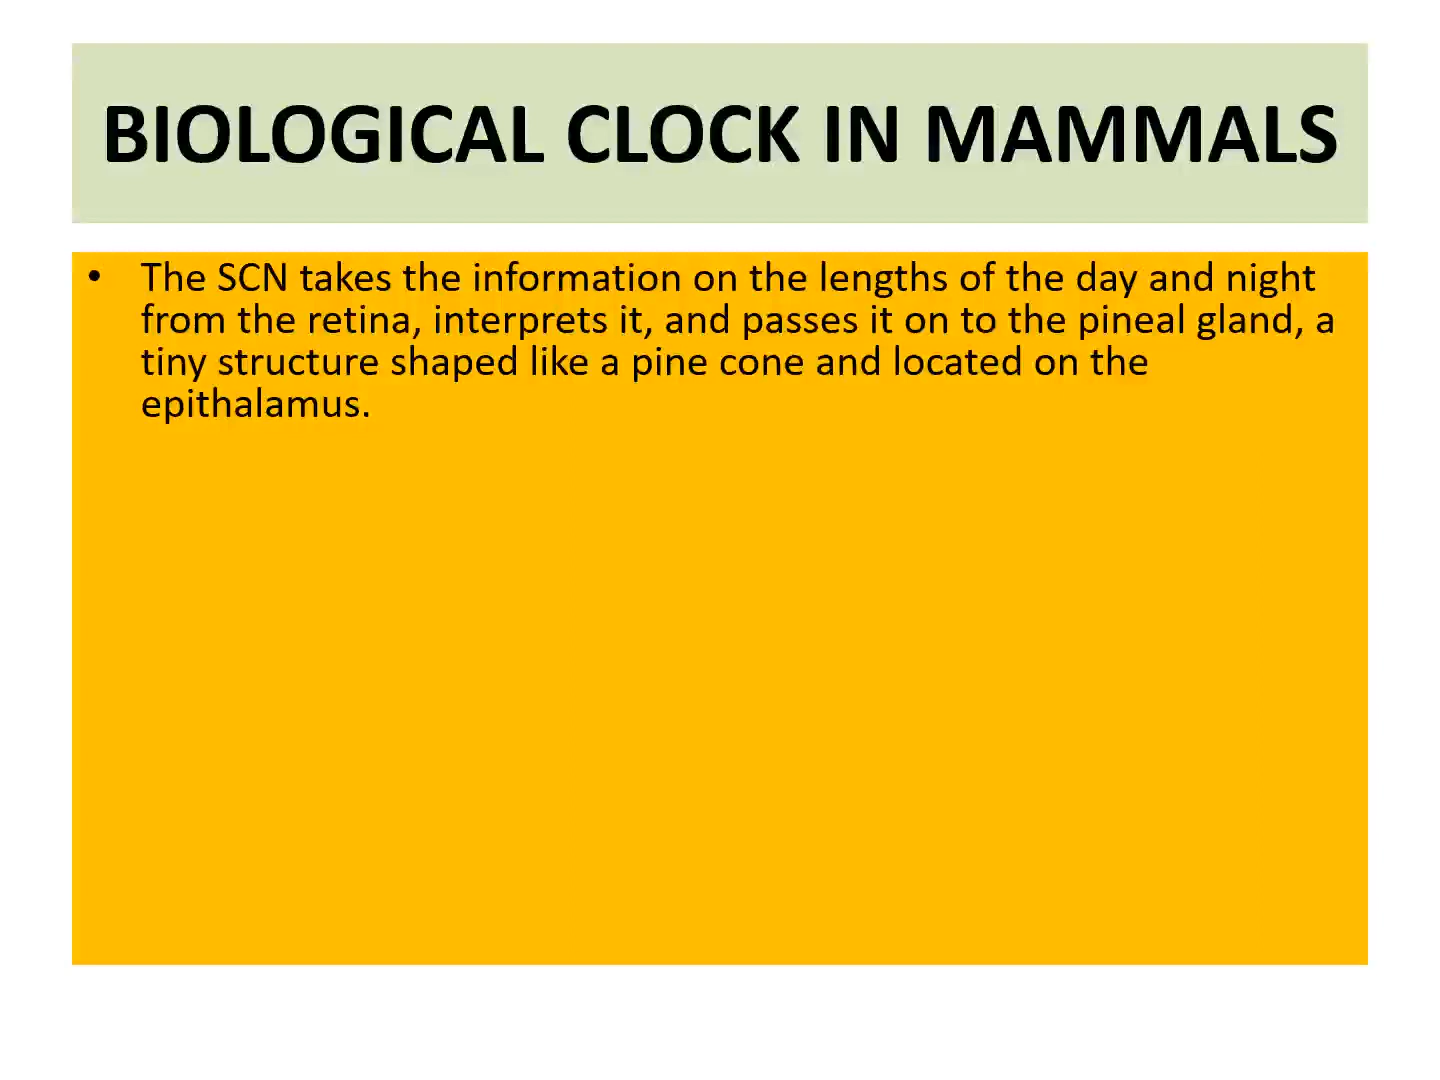 BIOLOGICAL CLOCK IN MAMMALS
• The SCN takes the information on the lengths of the day and night
from the retina, interprets it, and passes it on to the pineal gland, a
tiny structure shaped like a pine cone and located on the
epithalamus.